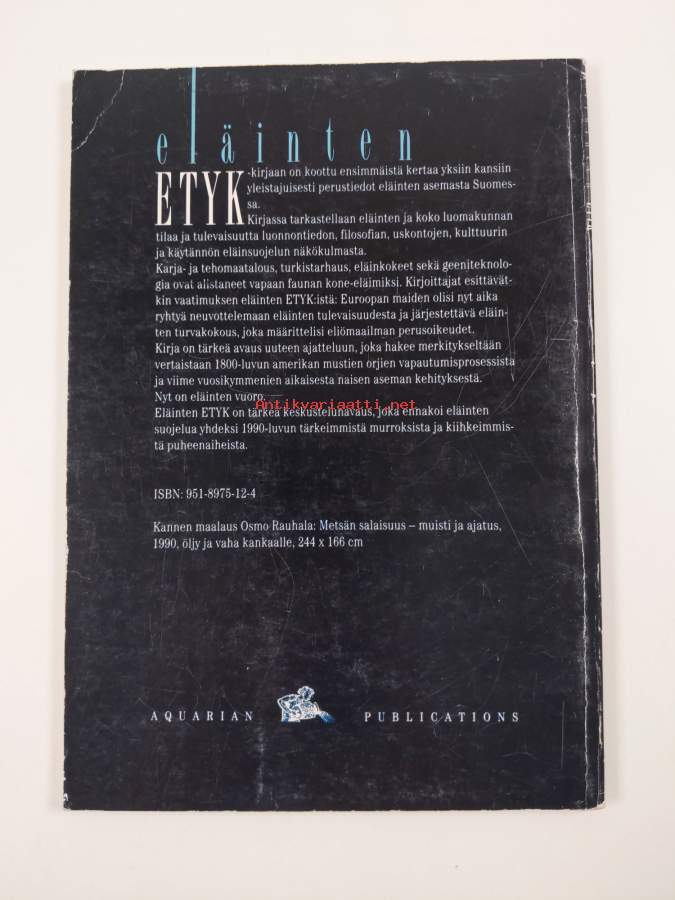 eläinten
ETYK -kirjaan on koottu ensimmäistä kertaa yksiin kansiin
yleistajuisesti perustiedot eläinten asemasta Suomes-
sa.
Kirjassa tarkastellaan eläinten ja koko luomakunnan
tilaa ja tulevaisuutta luonnontiedon, filosofian, uskontojen, kulttuurin
ja käytännön eläinsuojelun näkökulmasta.
Karja- ja tehomaatalous, turkistarhaus, eläinkokeet sekä geeniteknolo-
gia ovat alistaneet vapaan faunan kone-eläimiksi. Kirjoittajat esittävät-
kin vaatimuksen eläinten ETYK:istä: Euroopan maiden olisi nyt aika
ryhtyä neuvottelemaan eläinten tulevaisuudesta ja järjestettävä eläin-
ten turvakokous, joka määrittelisi eliömaailman perusoikeudet.
Kirja on tärkeä avaus uuteen ajatteluun, joka hakee merkitykseltään
vertaistaan 1800-luvun amerikan mustien orjien vapautumisprosessista
ja viime vuosikymmenien aikaisesta naisen aseman kehityksestä.
Nyt on eläinten vuoro.
Antikvariaatti.net
Eläinten ETYK on tärkeä keskustelunavaus, joka ennakoi eläinten
suojelua yhdeksi 1990-luvun tärkeimmistä murroksista ja kiihkeimmis-
tä puheenaiheista.
ISBN: 951-8975-12-4
Kannen maalaus Osmo Rauhala: Metsän salaisuus – muisti ja ajatus,
1990, öljy ja vaha kankaalle, 244 x 166 cm
AQUARIAN PUBLICATIONS